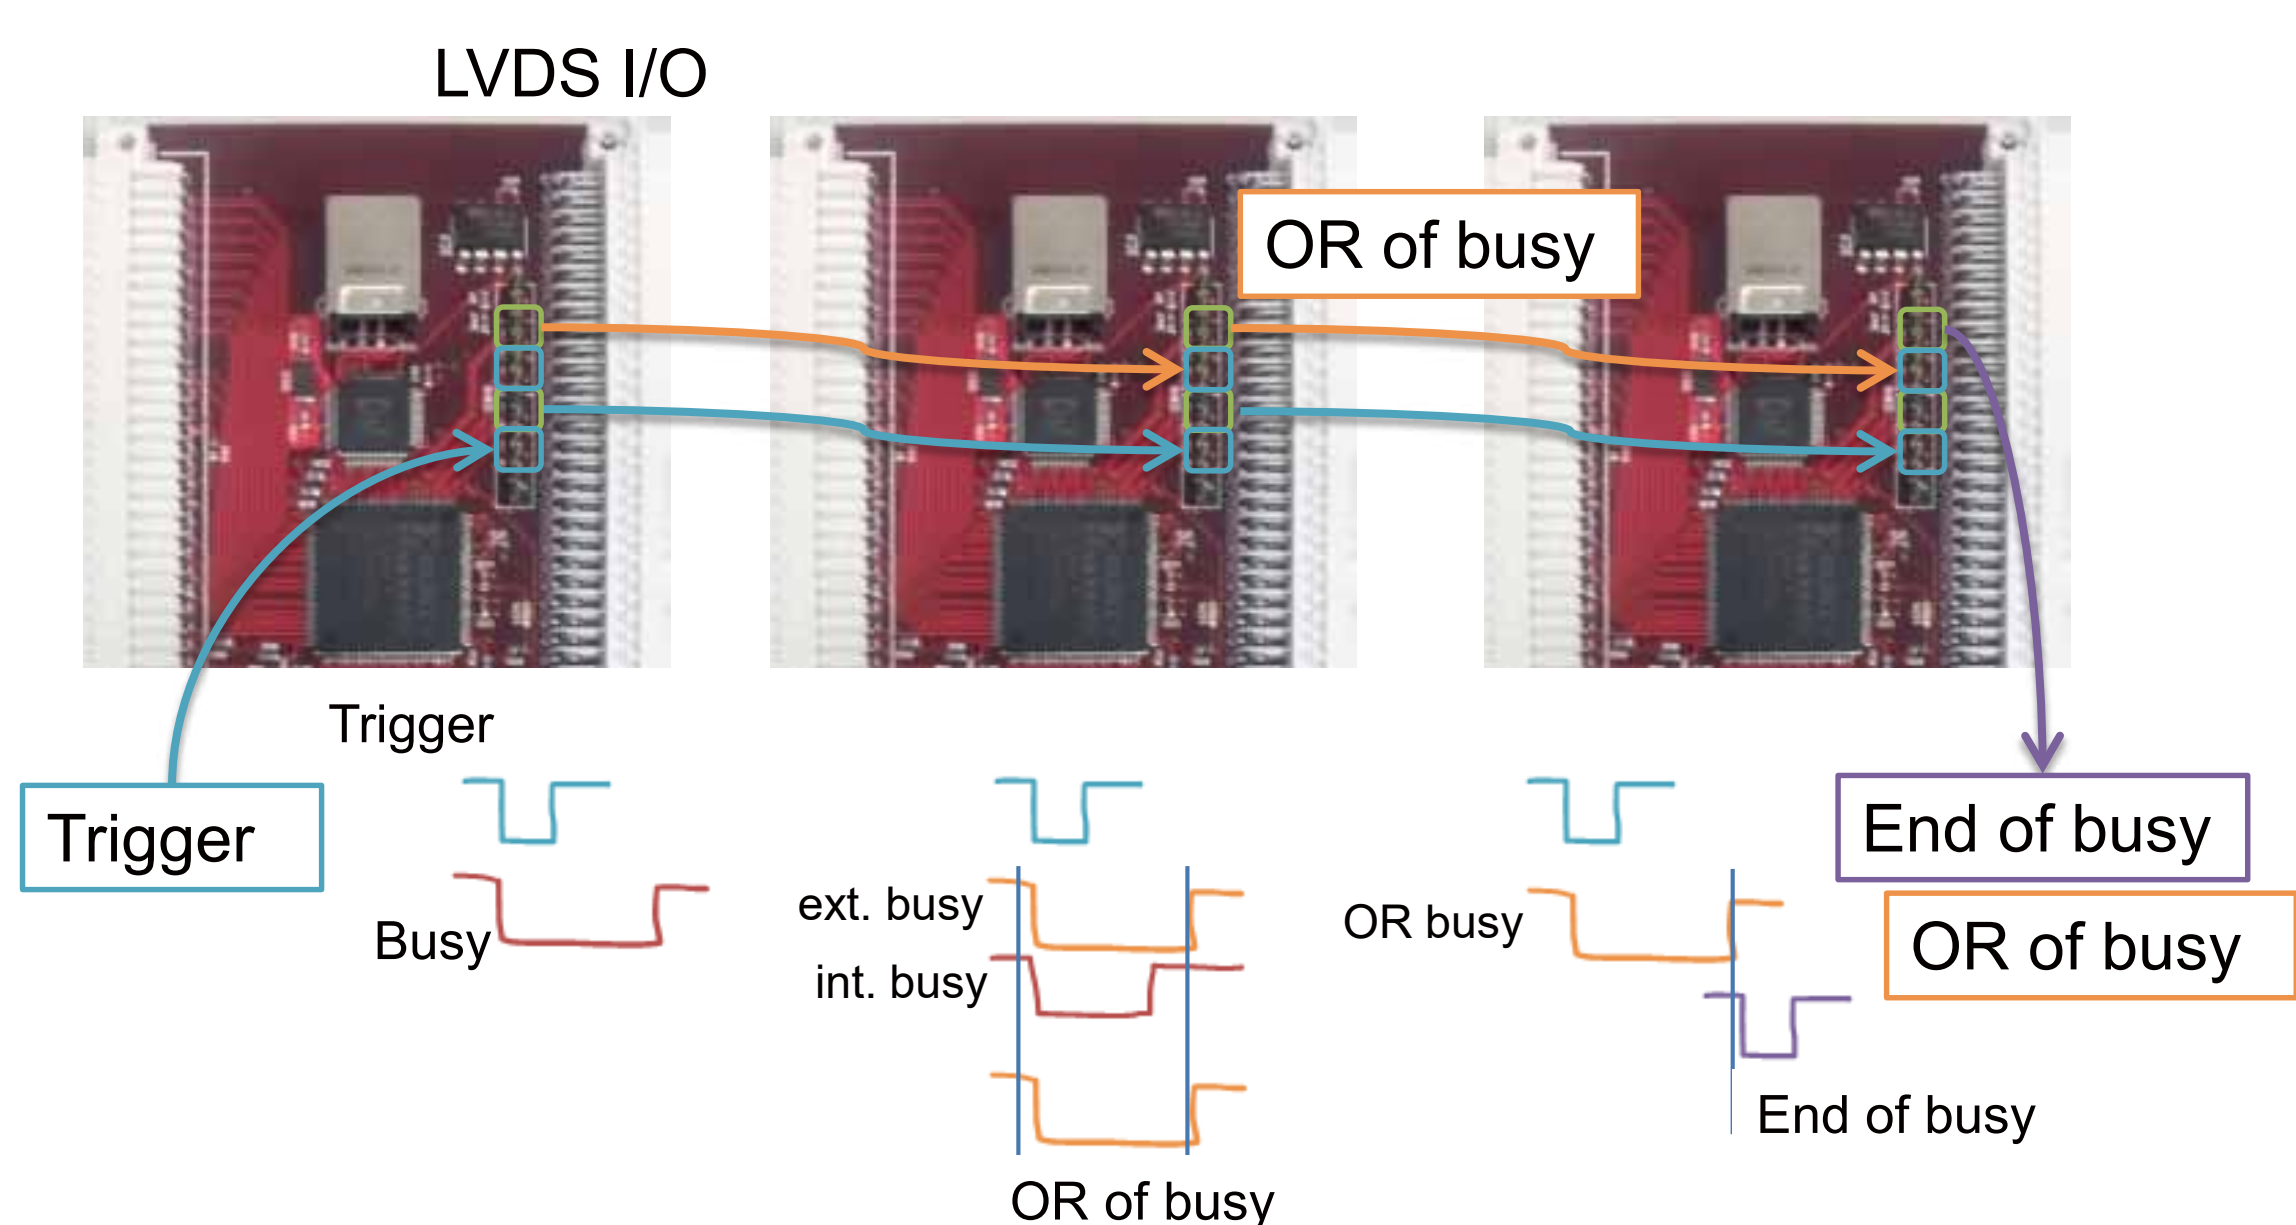 LVDS I/O
OR of busy
Trigger
Trigger
Busy
ext. busy
int. busy
OR of busy
OR busy
End of busy
OR of busy
End of busy